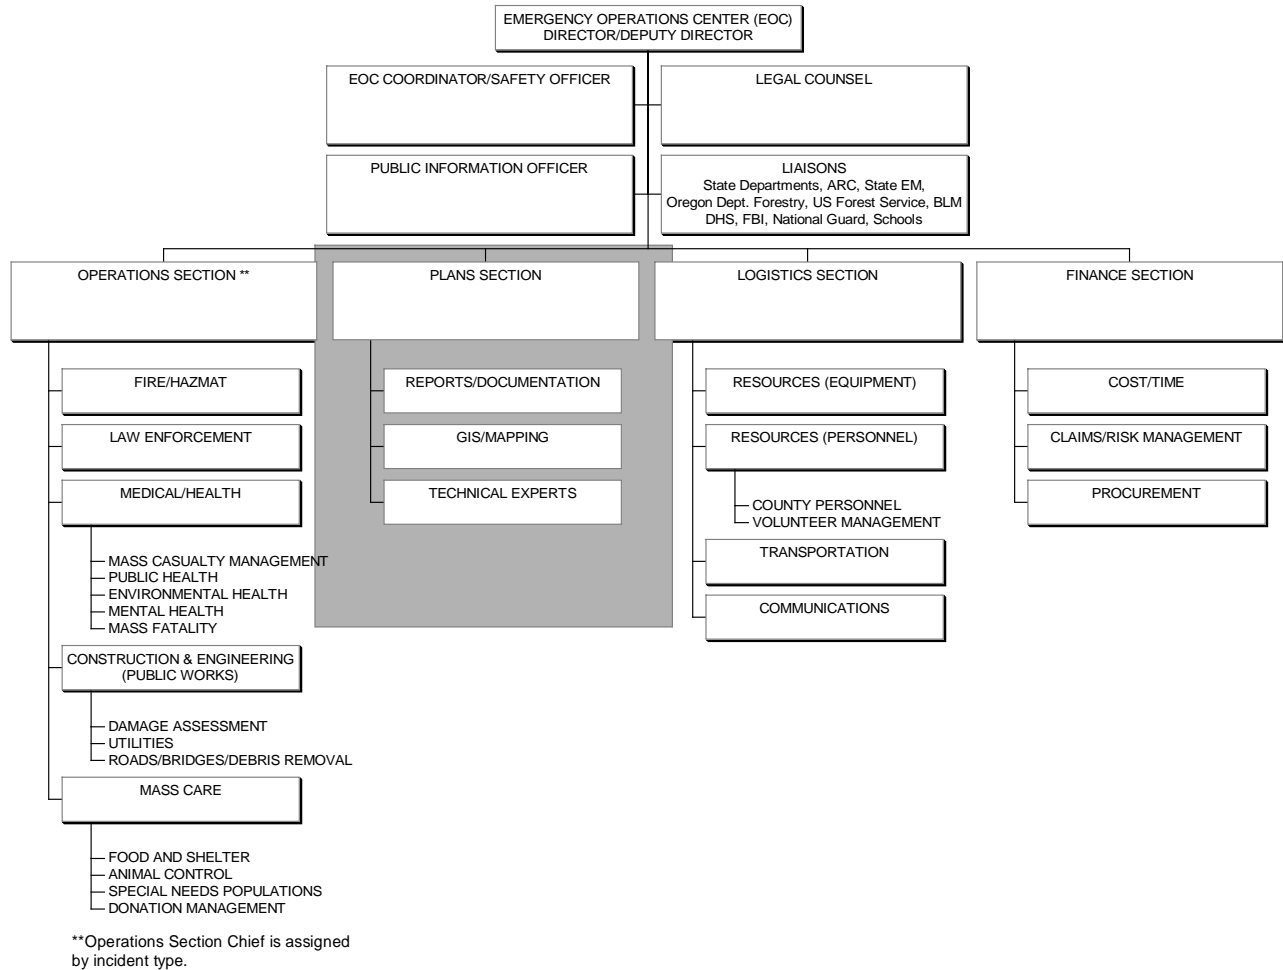 EMERGENCY OPERATIONS CENTER (EOC)
DIRECTOR/DEPUTY DIRECTOR
EOC COORDINATOR/SAFETY OFFICER
LEGAL COUNSEL
PUBLIC INFORMATION OFFICER
LIAISONS
State Departments, ARC, State EM,
Oregon Dept. Forestry, US Forest Service, BLM
DHS, FBI, National Guard, Schools
OPERATIONS SECTION **
FIRE/HAZMAT
LAW ENFORCEMENT
MEDICAL/HEALTH
MASS CASUALTY MANAGEMENT
PUBLIC HEALTH
ENVIRONMENTAL HEALTH
MENTAL HEALTH
MASS FATALITY
CONSTRUCTION & ENGINEERING
(PUBLIC WORKS)
DAMAGE ASSESSMENT
UTILITIES
ROADS/BRIDGES/DEBRIS REMOVAL
MASS CARE
FOOD AND SHELTER
ANIMAL CONTROL
SPECIAL NEEDS POPULATIONS
DONATION MANAGEMENT
PLANS SECTION
REPORTS/DOCUMENTATION
GIS/MAPPING
TECHNICAL EXPERTS
LOGISTICS SECTION
RESOURCES (EQUIPMENT)
RESOURCES (PERSONNEL)
COUNTY PERSONNEL
VOLUNTEER MANAGEMENT
TRANSPORTATION
COMMUNICATIONS
FINANCE SECTION
COST/TIME
CLAIMS/RISK MANAGEMENT
PROCUREMENT
**Operations Section Chief is assigned
by incident type.